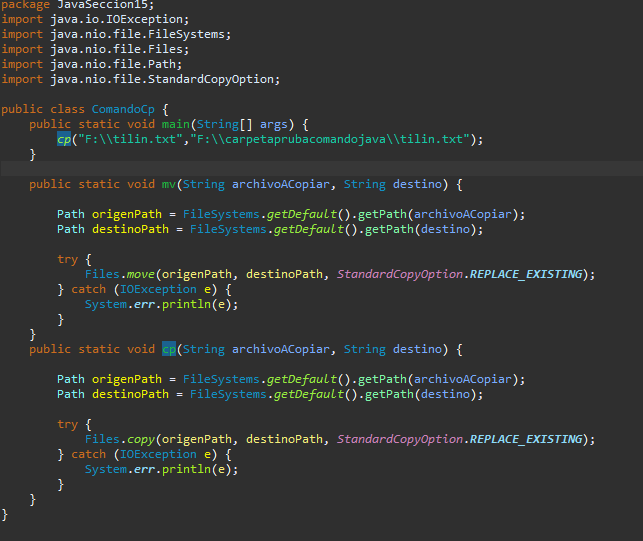 package JavaSeccion15;
import java.io.IOException;
import java.nio.file.FileSystems;
import java.nio.file.Files;
import java.nio.file.Path;
import java.nio.file.StandardCopyOption;
public class ComandoCp {
public static void main(String[] args) {
cp("F:\\tilin.txt","F:\\carpetaprubacomandojava\\tilin.txt");
}
public static void mv(String archivoACopiar, String destino) {
Path origenPath = FileSystems.getDefault().getPath(archivoACopiar);
Path destinoPath = FileSystems.getDefault().getPath(destino);
try {
Files.move(origenPath, destinoPath, StandardCopyOption.REPLACE_EXISTING);
} catch (IOException e) {
System.err.println(e);
}
}
public static void cp(String archivoACopiar, String destino) {
Path origenPath = FileSystems.getDefault().getPath(archivoACopiar);
Path destinoPath = FileSystems.getDefault().getPath(destino);
try {
Files.copy(origenPath, destinoPath, StandardCopyOption.REPLACE_EXISTING);
} catch (IOException e) {
System.err.println(e);
}
}
}